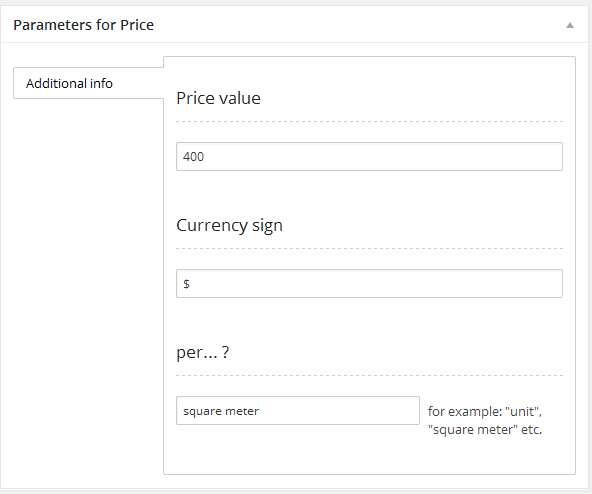 Parameters for Price
Additional info
Price value
400
Currency sign
$
per... ?
square meter
for example: "unit",
"square meter" etc.